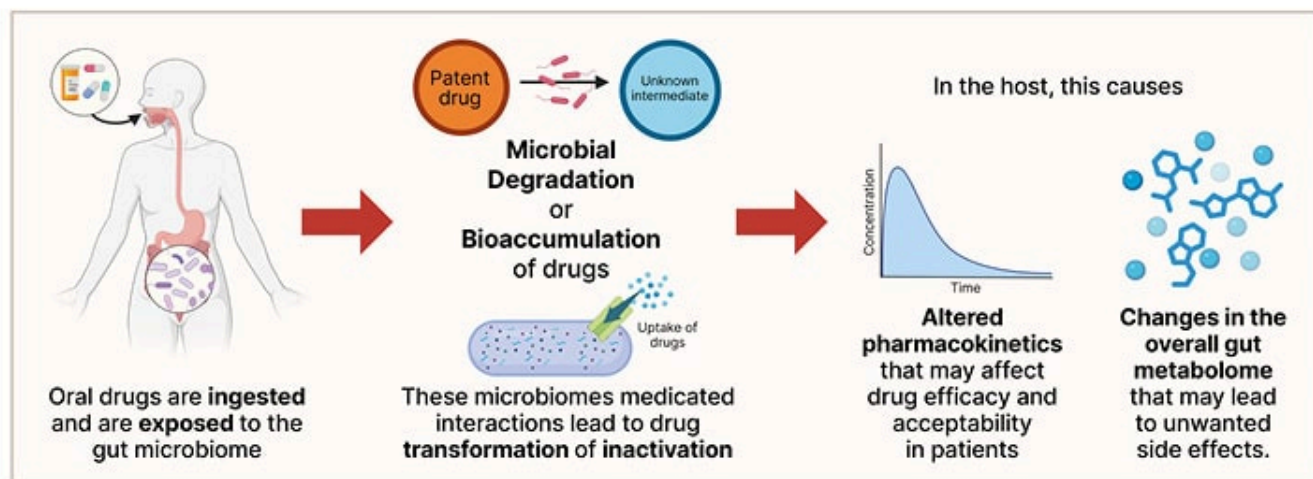 Oral drugs are ingested
and are exposed to the
gut microbiome
Patent
drug
Unknown
intermediate
Microbial
Degradation
or
Bioaccumulation
of drugs
Uptake of
drugs
These microbiomes medicated
interactions lead to drug
transformation of inactivation
In the host, this causes
Concentration
Time
Altered
pharmacokinetics
that may affect
drug efficacy and
acceptability
in patients
Changes in the
overall gut
metabolome
that may lead
to unwanted
side effects.